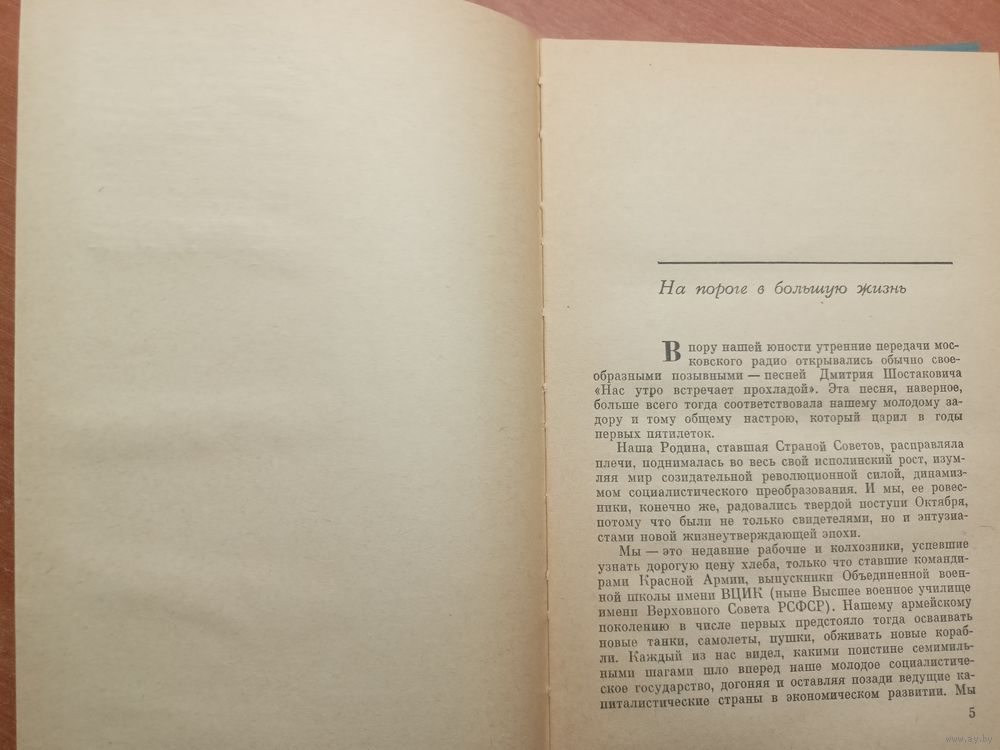 На пороге в большую жизнь
В пору нашей юности утренние передачи мос-
ковского радио открывались обычно свое-
образными позывными — песней Дмитрия Шостаковича
«Нас утро встречает прохладой». Эта песня, наверное,
больше всего тогда соответствовала нашему молодому за-
дору и тому общему настрою, который царил в годы
первых пятилеток.
Наша Родина, ставшая Страной Советов, расправляла
плечи, поднималась во весь свой исполинский рост, изум-
ляя мир созидательной революционной силой, динамиз-
мом социалистического преобразования. И мы, ее ровес-
ники, конечно же, радовались твердой поступи Октября,
потому что были не только свидетелями, но и энтузиа-
стами новой жизнеутверждающей эпохи.
Мы — это недавние рабочие и колхозники, успевшие
узнать дорогую цену хлеба, только что ставшие команди-
рами Красной Армии, выпускники Объединенной воен-
ной школы имени ВЦИК (ныне Высшее военное училище
имени Верховного Совета РСФСР). Нашему армейскому
поколению в числе первых предстояло тогда осваивать
новые танки, самолеты, пушки, обживать новые кораб-
ли. Каждый из нас видел, какими поистине семимиль-
ными шагами шло вперед наше молодое социалистиче-
ское государство, догоняя и оставляя позади ведущие ка-
питалистические страны в экономическом развитии. Мы
5
www.ay.by